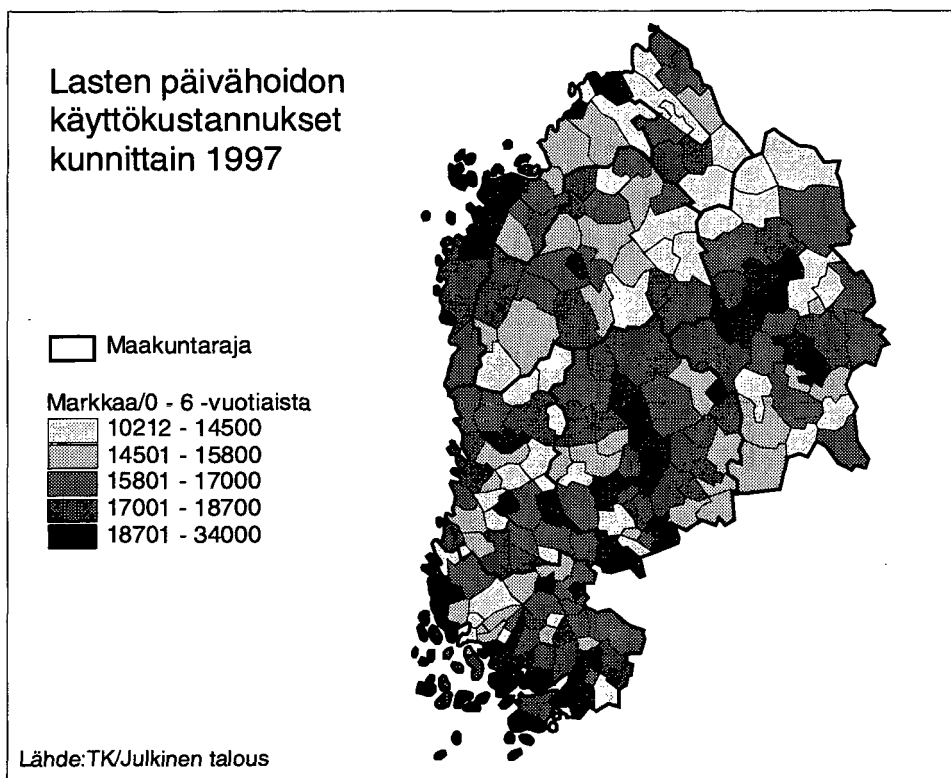 Lasten päivähoidon
käyttökustannukset
kunnittain 1997
Maakuntaraja
Markkaa/0 - 6 -vuotiaista
10212 - 14500
14501 - 15800
15801 - 17000
17001 - 18700
18701 - 34000
Lähde:TK/Julkinen talous